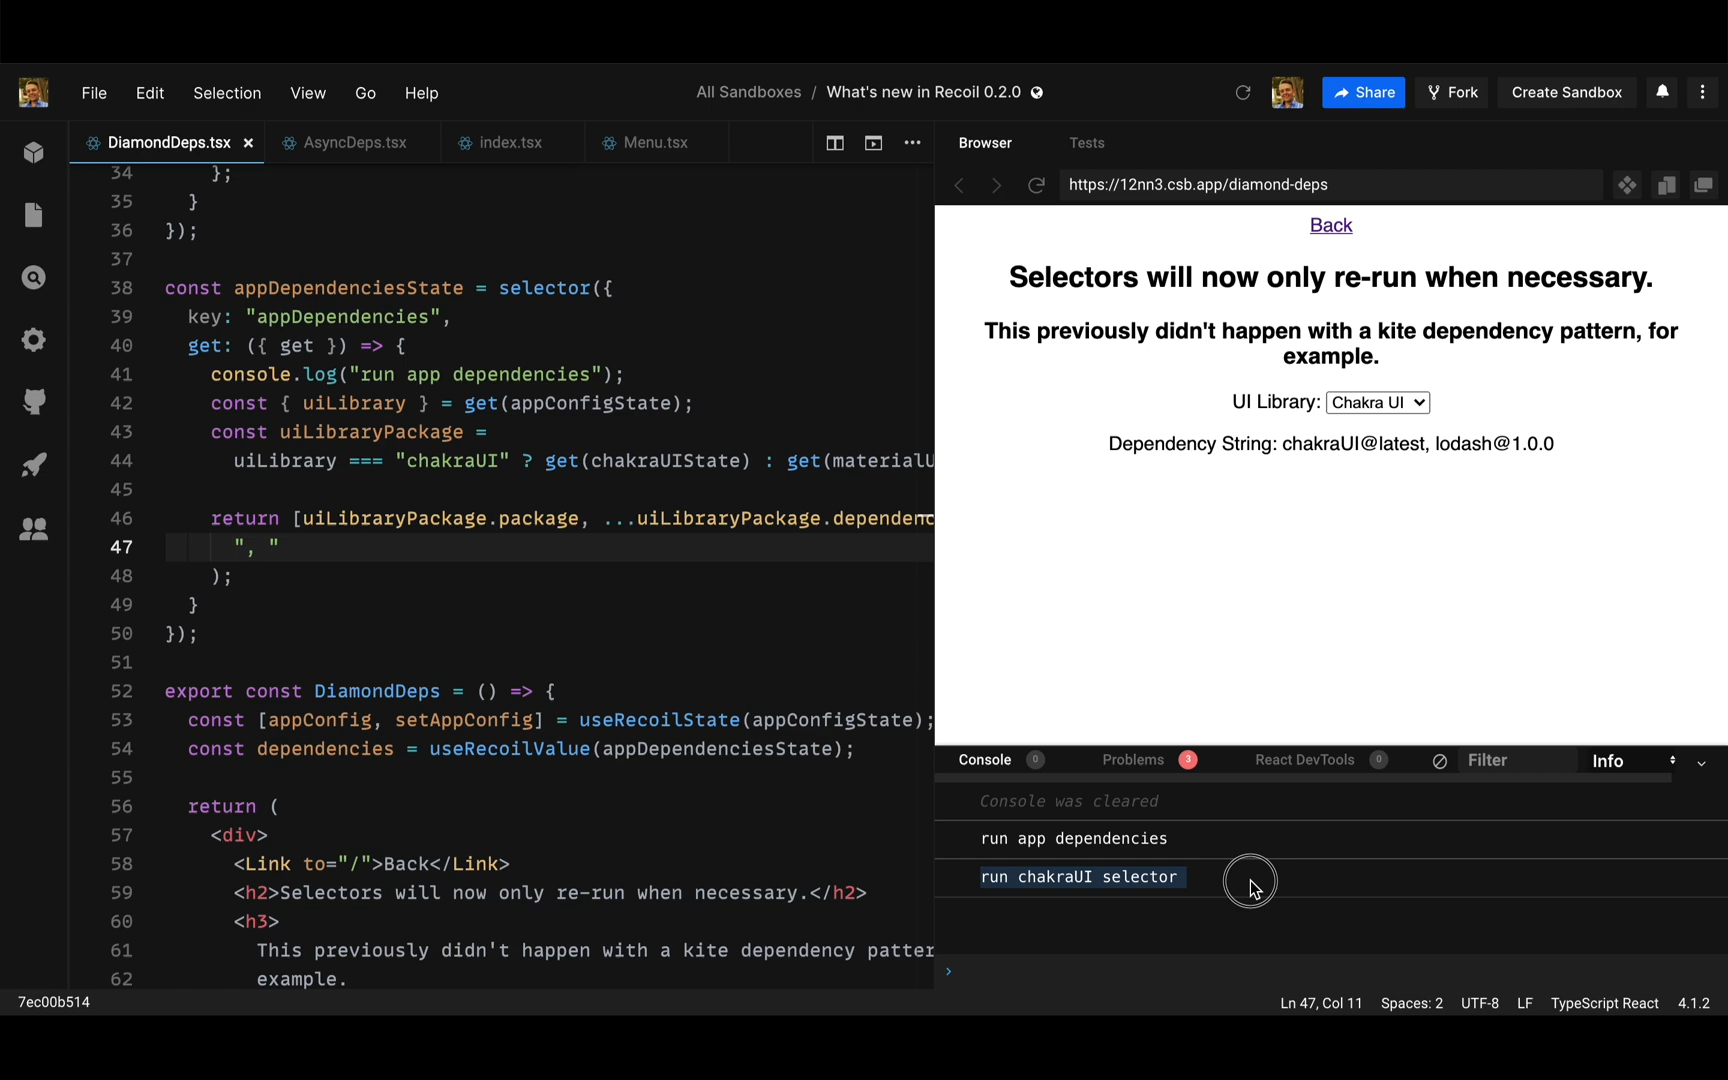 File Edit Selection View Go Help
All Sandboxes / What's new in Recoil 0.2.0
Share Fork Create Sandbox
DiamondDeps.tsx × AsyncDeps.tsx index.tsx Menu.tsx
34 };
35 }
36 });
37
38 const appDependenciesState = selector({
39 key: "appDependencies",
40 get: ({ get }) => {
41 console.log("run app dependencies");
42 const { uiLibrary } = get(appConfigState);
43 const uiLibraryPackage =
44 uiLibrary === "chakraUI" ? get(chakraUIState) : get(materialU
45
46 return [uiLibraryPackage.package, ...uiLibraryPackage.dependenc
47 ", "
48 );
49 }
50 });
51
52 export const DiamondDeps = () => {
53 const [appConfig, setAppConfig] = useRecoilState(appConfigState);
54 const dependencies = useRecoilValue(appDependenciesState);
55
56 return (
57 <div>
58 <Link to="/">Back</Link>
59 <h2>Selectors will now only re-run when necessary.</h2>
60 <h3>
61 This previously didn't happen with a kite dependency patter
62 example.
7ec00b514
Browser Tests
https://12nn3.csb.app/diamond-deps
Back
Selectors will now only re-run when necessary.
This previously didn't happen with a kite dependency pattern, for
example.
UI Library: Chakra UI
Dependency String: chakraUI@latest, lodash@1.0.0
Console 0 Problems 3 React DevTools 0 Filter Info
Console was cleared
run app dependencies
run chakraUI selector
›
Ln 47, Col 11 Spaces: 2 UTF-8 LF TypeScript React 4.1.2